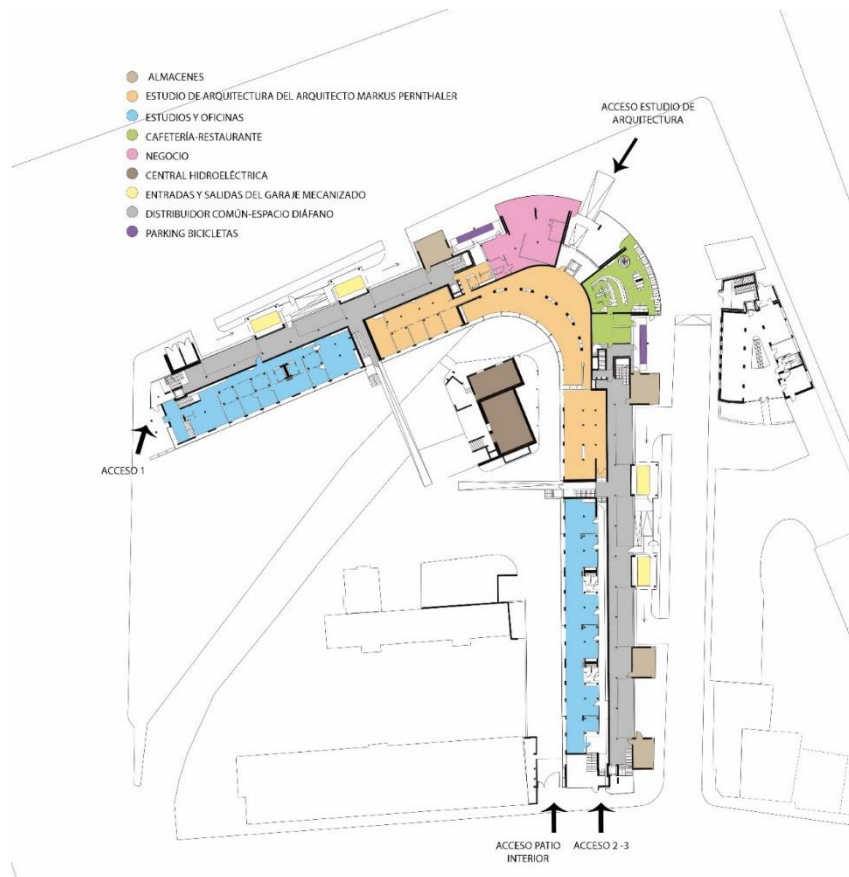 ALMACENES
ESTUDIO DE ARQUITECTURA DEL ARQUITECTO MARKUS PERNTHALER
ESTUDIOS Y OFICINAS
CAFETERÍA-RESTAURANTE
NEGOCIO
CENTRAL HIDROELÉCTRICA
ENTRADAS Y SALIDAS DEL GARAJE MECANIZADO
DISTRIBUIDOR COMÚN-ESPACIO DIÁFANO
PARKING BICICLETAS
ACCESO ESTUDIO DE
ARQUITECTURA
ACCESO 1
ACCESO PATIO
INTERIOR
ACCESO 2 -3